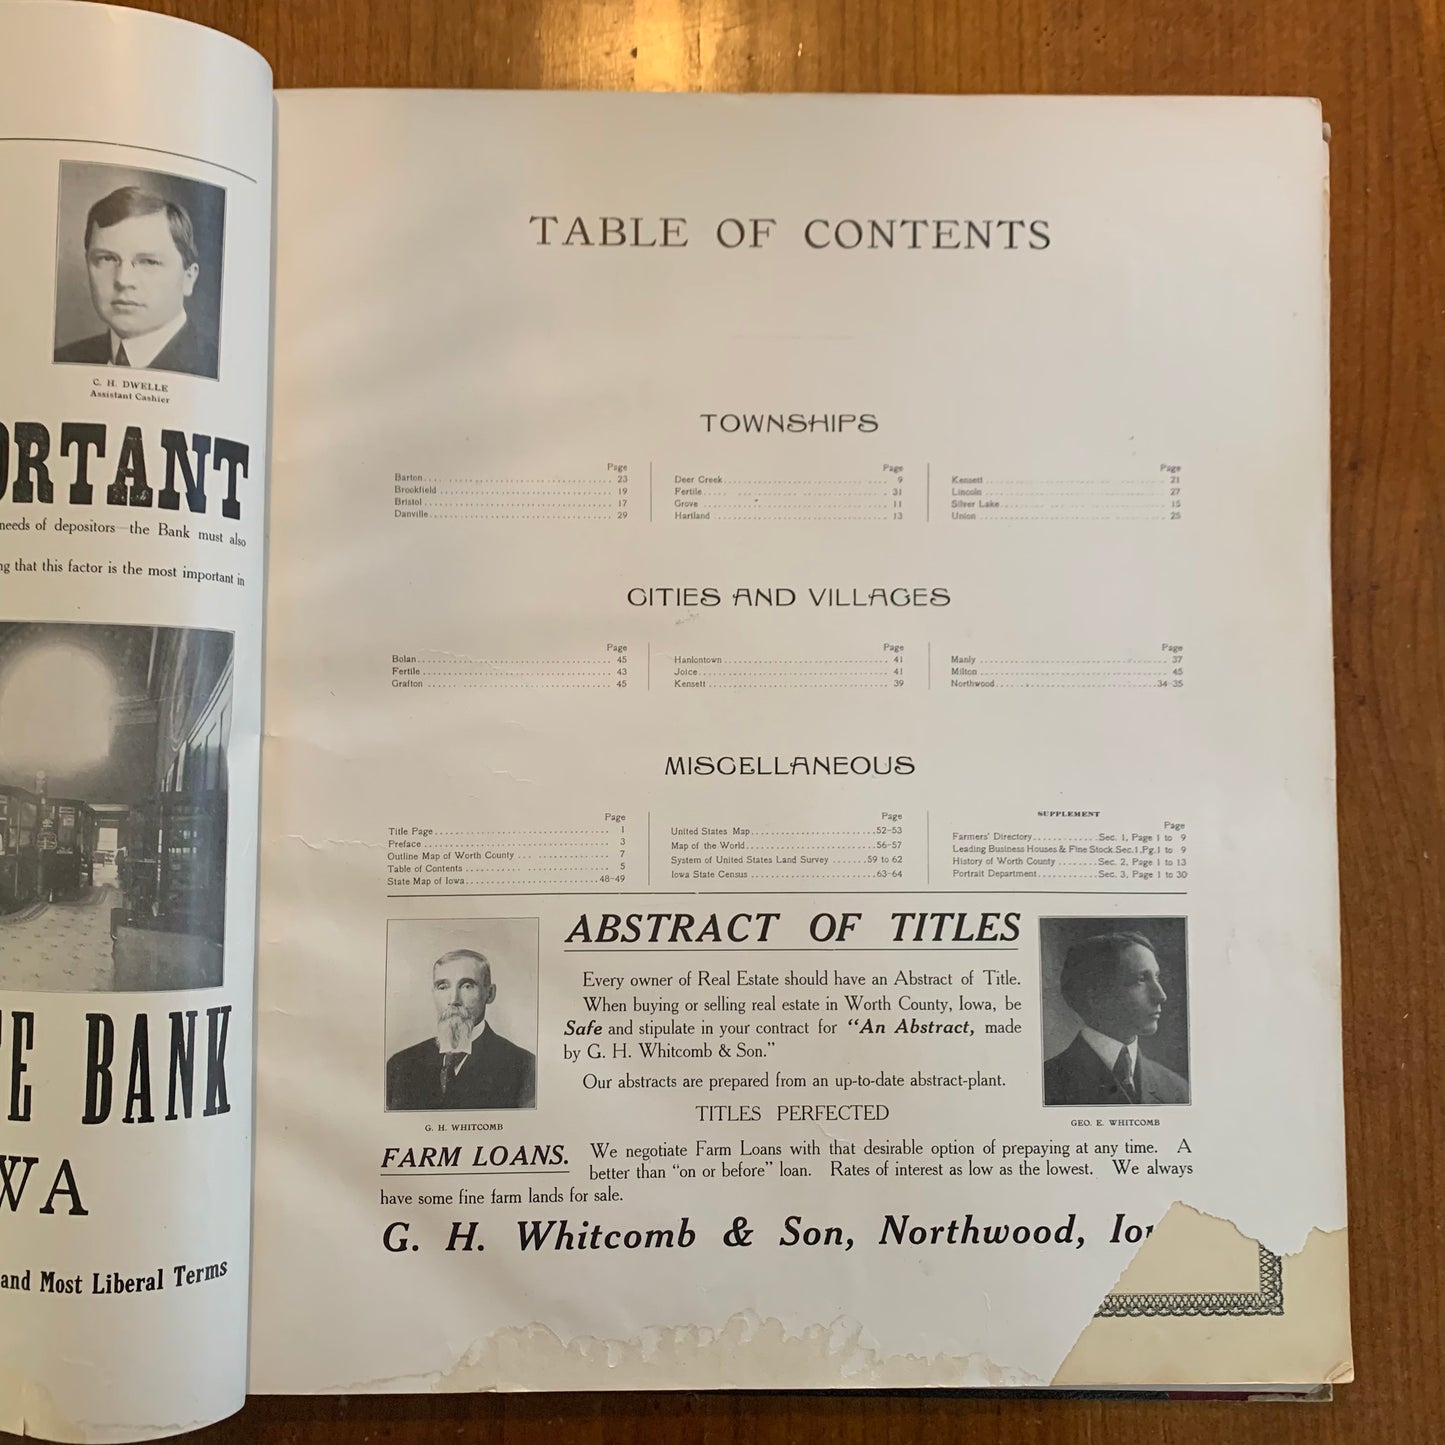 C. H. DWELLE
Assistant Cashier
ORTANT
needs of depositors—the Bank must also
that this factor is the most important in
E BANK
WA
and Most Liberal Terms
TABLE OF CONTENTS
TOWNSHIPS
Page
Barton 23
Brookfield 19
Bristol 17
Danville 29
Page
Deer Creek 9
Fertile 31
Grove 11
Hartland 13
Page
Kensett 21
Lincoln 27
Silver Lake 15
Union 25
CITIES AND VILLAGES
Page
Bolan 45
Fertile 43
Grafton 45
Page
Hanlontown 41
Joice 41
Kensett 39
Page
Manly 37
Milton 45
Northwood 34-35
MISCELLANEOUS
Page
Title Page 1
Preface 3
Outline Map of Worth County 7
Table of Contents 5
State Map of Iowa 48-49
Page
United States Map 52-53
Map of the World 56-57
System of United States Land Survey 59 to 62
Iowa State Census 63-64
SUPPLEMENT
Page
Farmers' Directory Sec. 1, Page 1 to 9
Leading Business Houses & Fine Stock Sec. 1, Pg. 1 to 9
History of Worth County Sec. 2, Page 1 to 13
Portrait Department Sec. 3, Page 1 to 30
G. H. WHITCOMB
ABSTRACT OF TITLES
Every owner of Real Estate should have an Abstract of Title.
When buying or selling real estate in Worth County, Iowa, be
Safe and stipulate in your contract for "An Abstract, made
by G. H. Whitcomb & Son."
Our abstracts are prepared from an up-to-date abstract-plant.
TITLES PERFECTED
GEO. E. WHITCOMB
FARM LOANS. We negotiate Farm Loans with that desirable option of prepaying at any time. A
better than "on or before" loan. Rates of interest as low as the lowest. We always
have some fine farm lands for sale.
G. H. Whitcomb & Son, Northwood, Io